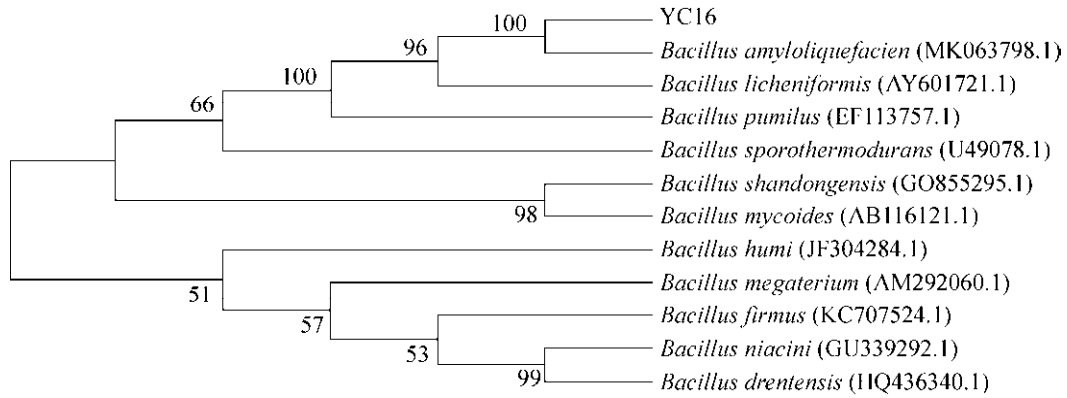 100
YC16
96
Bacillus amyloliquefacien (MK063798.1)
100
Bacillus licheniformis (AY601721.1)
66
Bacillus pumilus (EF113757.1)
Bacillus sporothermodurans (U49078.1)
Bacillus shandongensis (GO855295.1)
98
Bacillus mycoides (AB116121.1)
Bacillus humi (JF304284.1)
51
Bacillus megaterium (AM292060.1)
57
Bacillus firmus (KC707524.1)
53
Bacillus niacini (GU339292.1)
99
Bacillus drentensis (HQ436340.1)